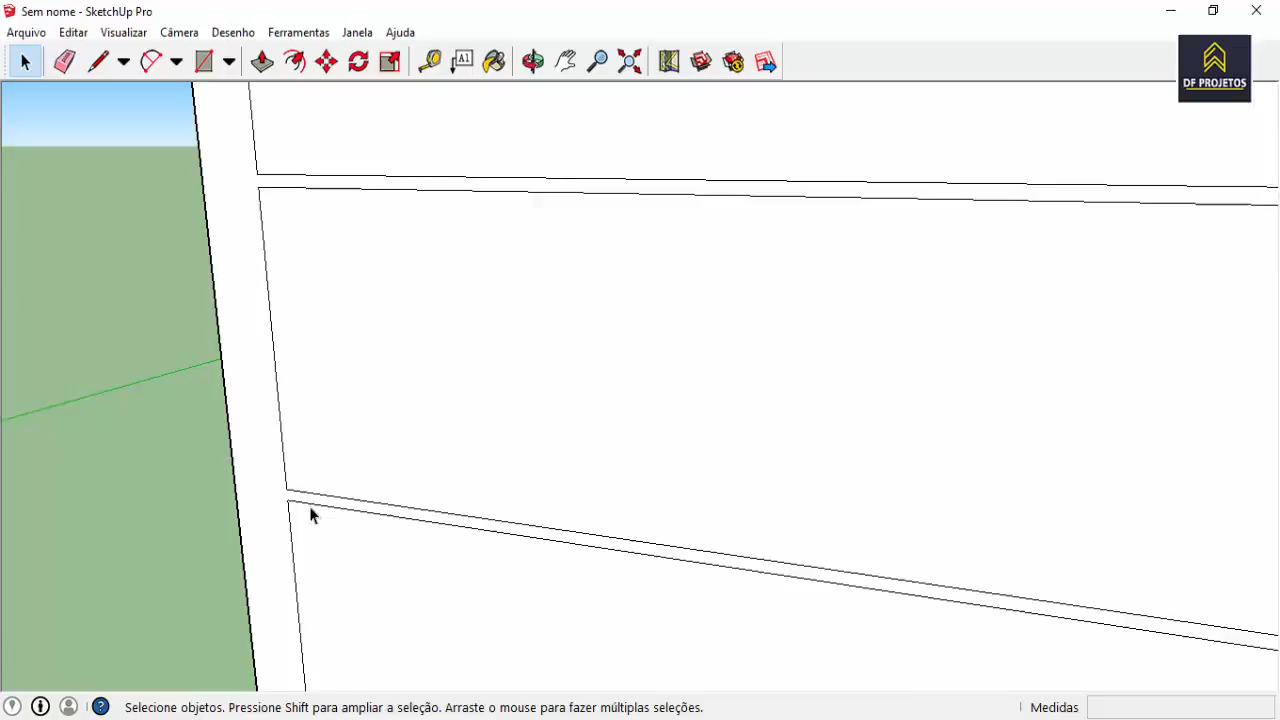 Sem nome - SketchUp Pro
Arquivo Editar Visualizar Câmera Desenho Ferramentas Janela Ajuda
A1
DF PROJETOS
Selecione objetos. Pressione Shift para ampliar a seleção. Arraste o mouse para fazer múltiplas seleções.
Medidas